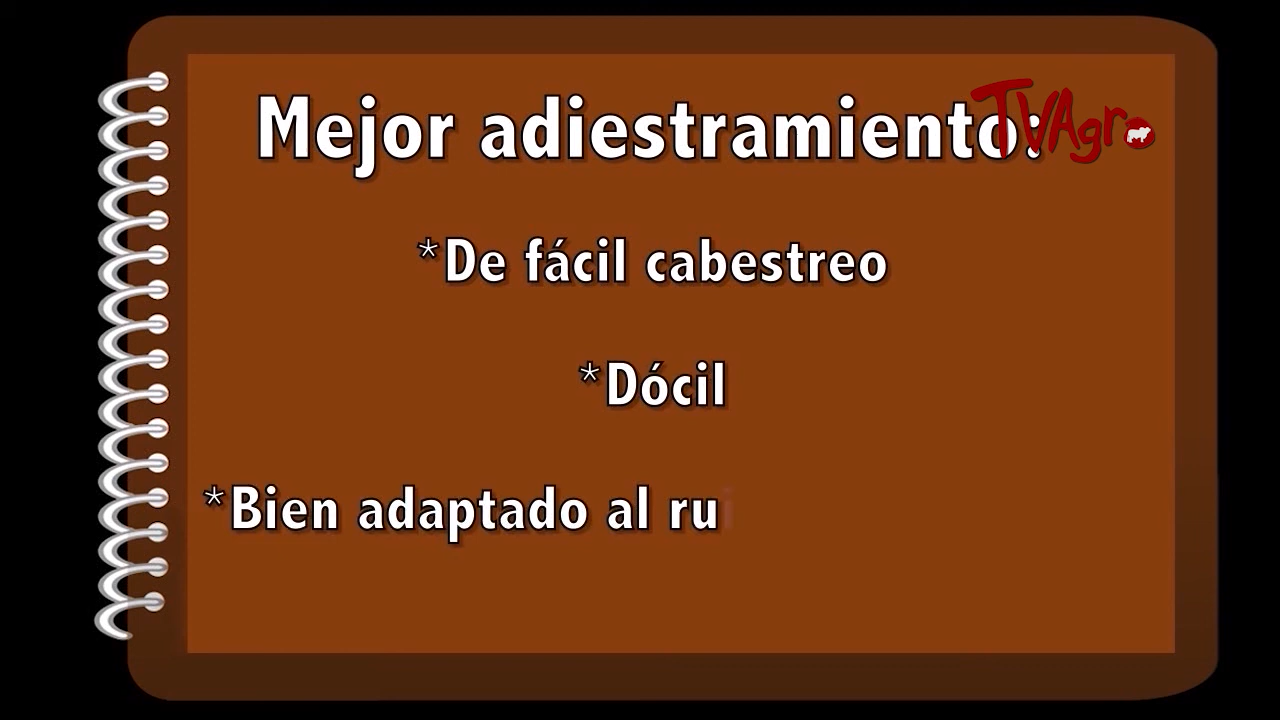 Mejor adiestramiento:
TVAgro
*De fácil cabestreo
*Dócil
*Bien adaptado al ru